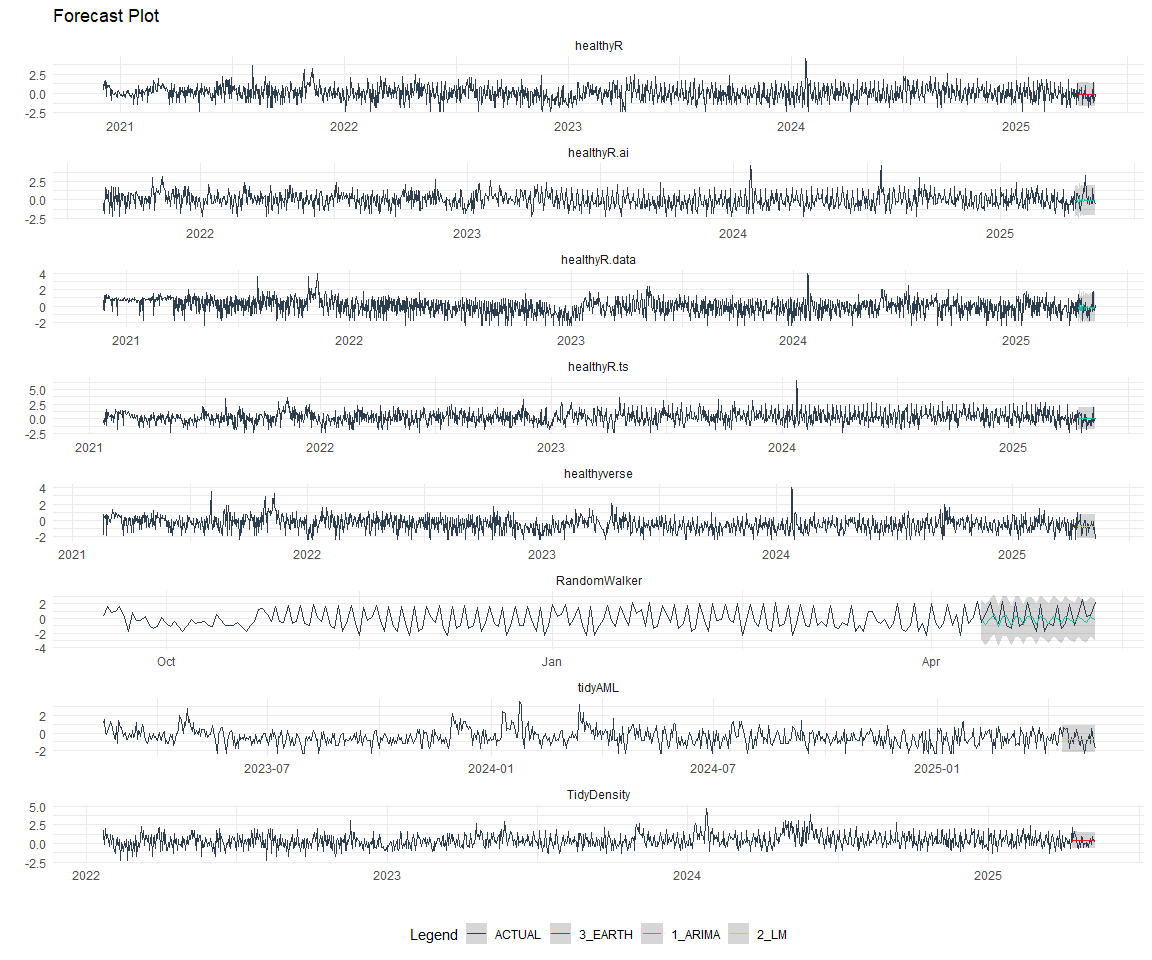 Forecast Plot
healthyR
2.5
0.0
-2.5
2021 2022 2023 2024 2025
healthyR.ai
2.5
0.0
-2.5
2022 2023 2024 2025
healthyR.data
4
2
0
-2
2021 2022 2023 2024 2025
healthyR.ts
5.0
2.5
0.0
-2.5
2021 2022 2023 2024 2025
healthyverse
4
2
0
-2
2021 2022 2023 2024 2025
RandomWalker
2
0
-2
-4
Oct Jan Apr
tidyAML
2
0
-2
2023-07 2024-01 2024-07 2025-01
TidyDensity
5.0
2.5
0.0
-2.5
2022 2023 2024 2025
Legend ACTUAL 3_EARTH 1_ARIMA 2_LM